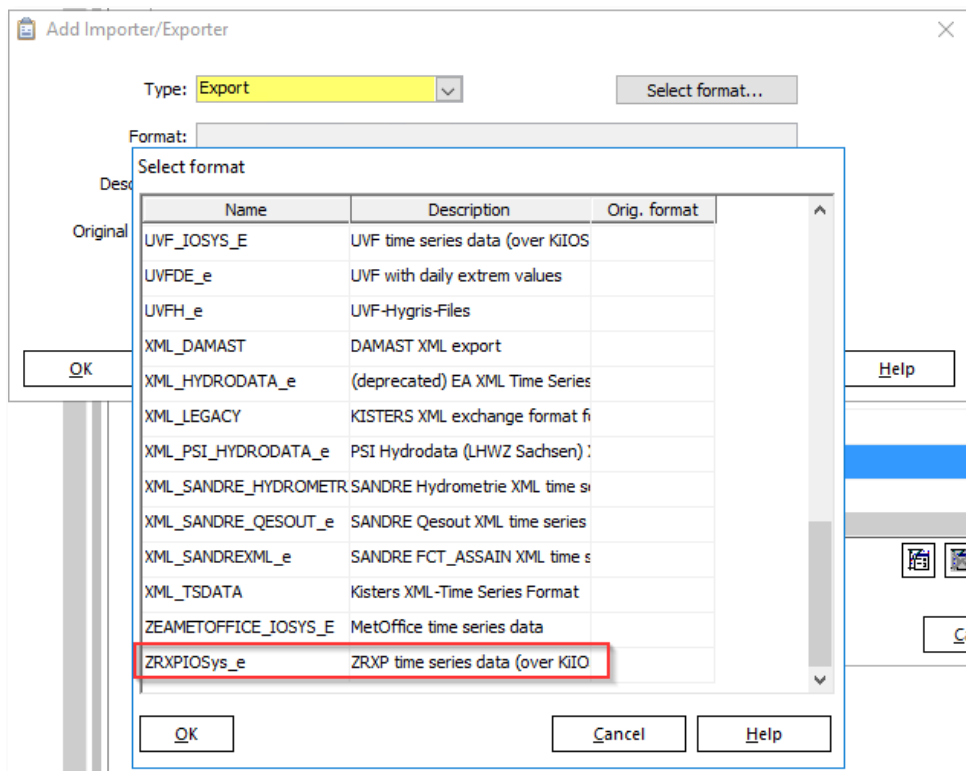 Add Importer/Exporter
Type: Export Select format...
Format:
Select format
Name Description Orig. format
Original
UVF_IOSYS_E UVF time series data (over KiIOS
UVFDE_e UVF with daily extrem values
UVFH_e UVF-Hygris-Files
XML_DAMAST DAMAST XML export
OK Help
XML_HYDRODATA_e (deprecated) EA XML Time Series
XML_LEGACY KISTERS XML exchange format f
XML_PSI_HYDRODATA_e PSI Hydrodata (LHWZ Sachsen)
XML_SANDRE_HYDROMETR SANDRE Hydrometrie XML time s
XML_SANDRE_QESOUT_e SANDRE Qesout XML time series
XML_SANDREXML_e SANDRE FCT_ASSAIN XML time s
XML_TSDATA Kisters XML-Time Series Format
ZEAMETOFFICE_IOSYS_E MetOffice time series data
ZRXPIOSys_e ZRXP time series data (over KiIO
OK Cancel Help